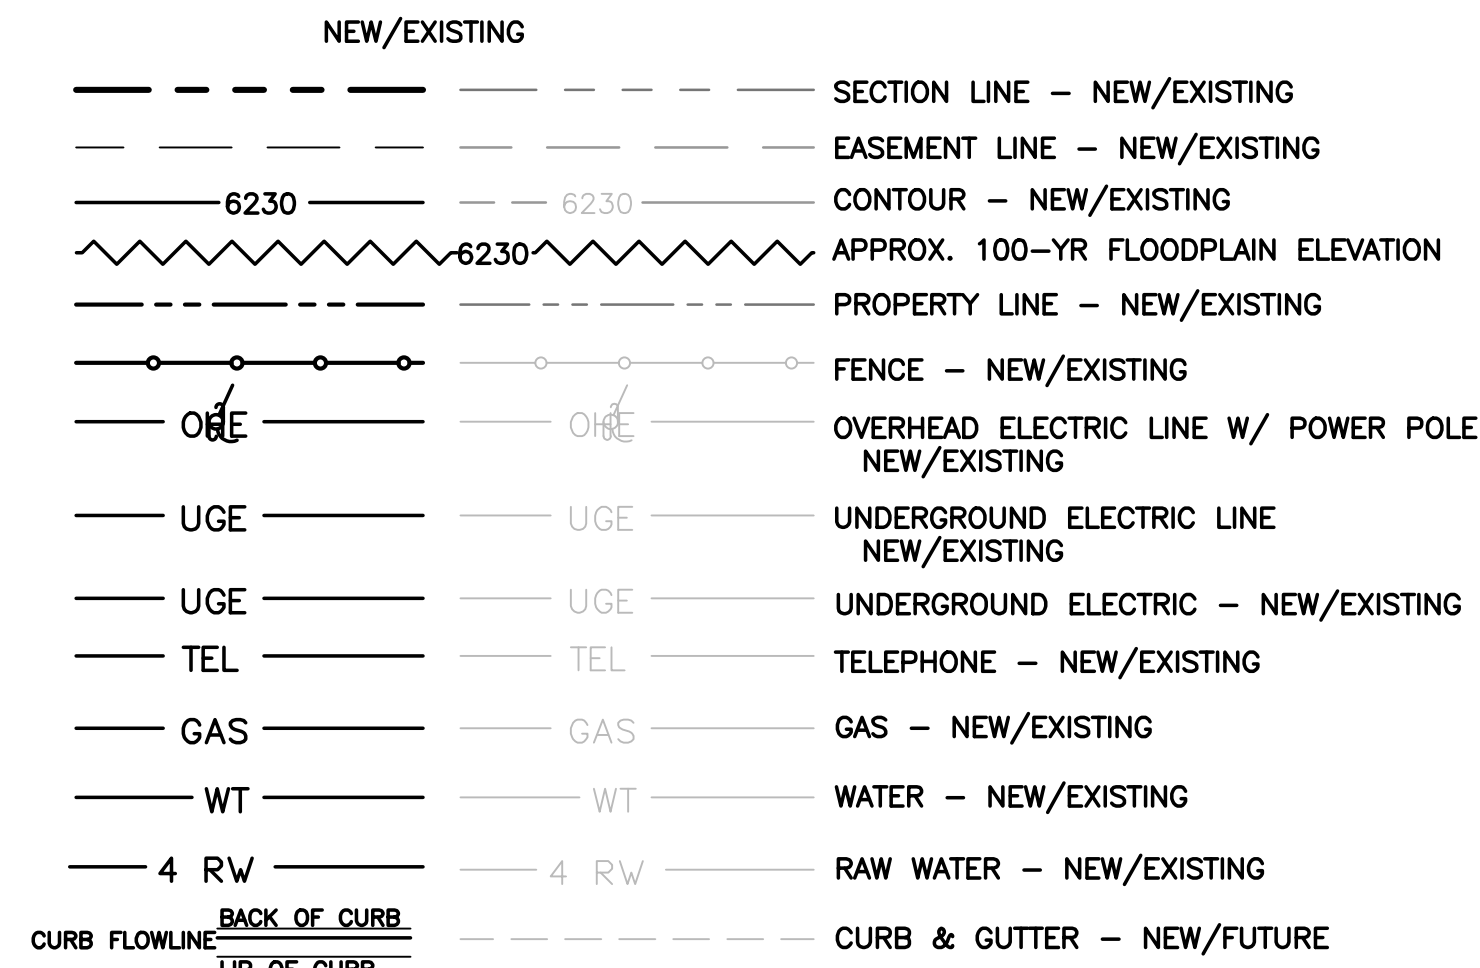 NEW/EXISTING
SECTION LINE – NEW/EXISTING
EASEMENT LINE – NEW/EXISTING
6230 6230 CONTOUR – NEW/EXISTING
6230 APPROX. 100–YR FLOODPLAIN ELEVATION
PROPERTY LINE – NEW/EXISTING
FENCE – NEW/EXISTING
OHE OHE OVERHEAD ELECTRIC LINE W/ POWER POLE
NEW/EXISTING
UGE UGE UNDERGROUND ELECTRIC LINE
NEW/EXISTING
UGE UGE UNDERGROUND ELECTRIC – NEW/EXISTING
TEL TEL TELEPHONE – NEW/EXISTING
GAS GAS GAS – NEW/EXISTING
WT WT WATER – NEW/EXISTING
4 RW 4 RW RAW WATER – NEW/EXISTING
BACK OF CURB
CURB FLOWLINE CURB & GUTTER – NEW/FUTURE
OF CURB